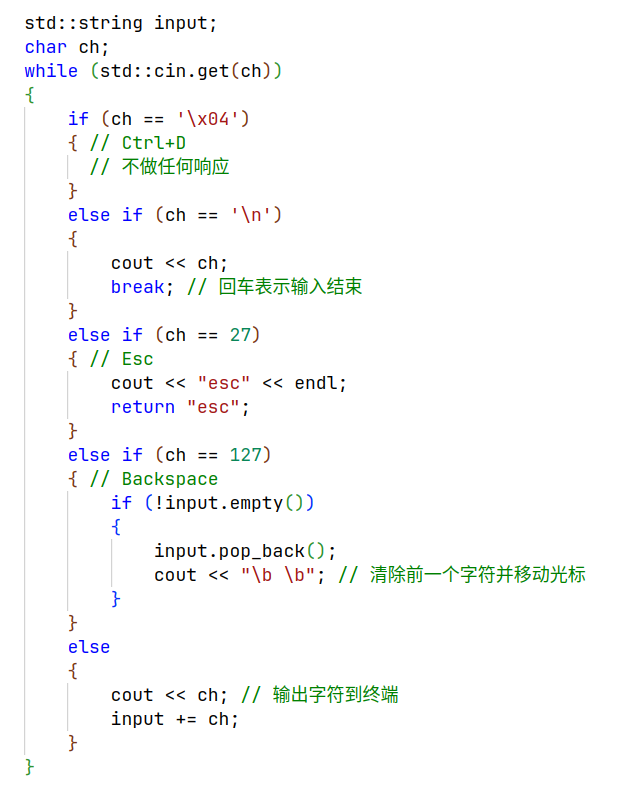 std::string input;
char ch;
while (std::cin.get(ch))
{
    if (ch == '\x04')
    { // Ctrl+D
      // 不做任何响应
    }
    else if (ch == '\n')
    {
        cout << ch;
        break; // 回车表示输入结束
    }
    else if (ch == 27)
    { // Esc
        cout << "esc" << endl;
        return "esc";
    }
    else if (ch == 127)
    { // Backspace
        if (!input.empty())
        {
            input.pop_back();
            cout << "\b \b"; // 清除前一个字符并移动光标
        }
    }
    else
    {
        cout << ch; // 输出字符到终端
        input += ch;
    }
}